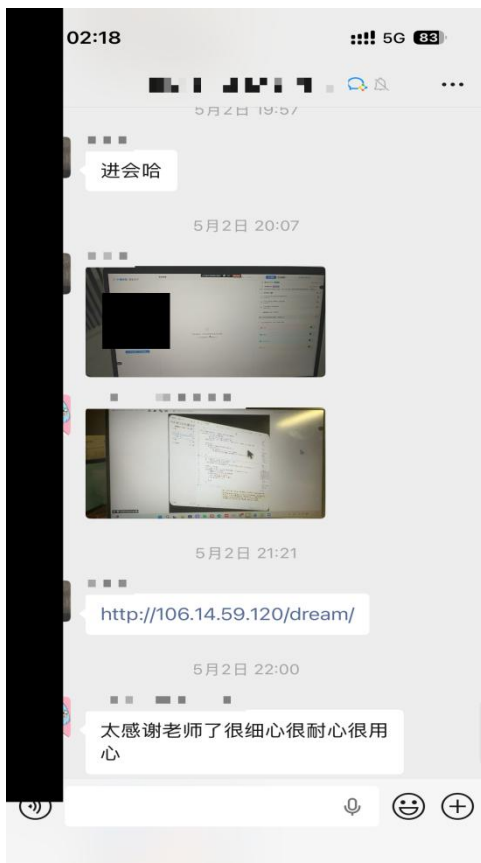 02:18
5G 83
5月2日 19:57
进会哈
5月2日 20:07
5月2日 21:21
http://106.14.59.120/dream/
5月2日 22:00
太感谢老师了很细心很耐心很用
心